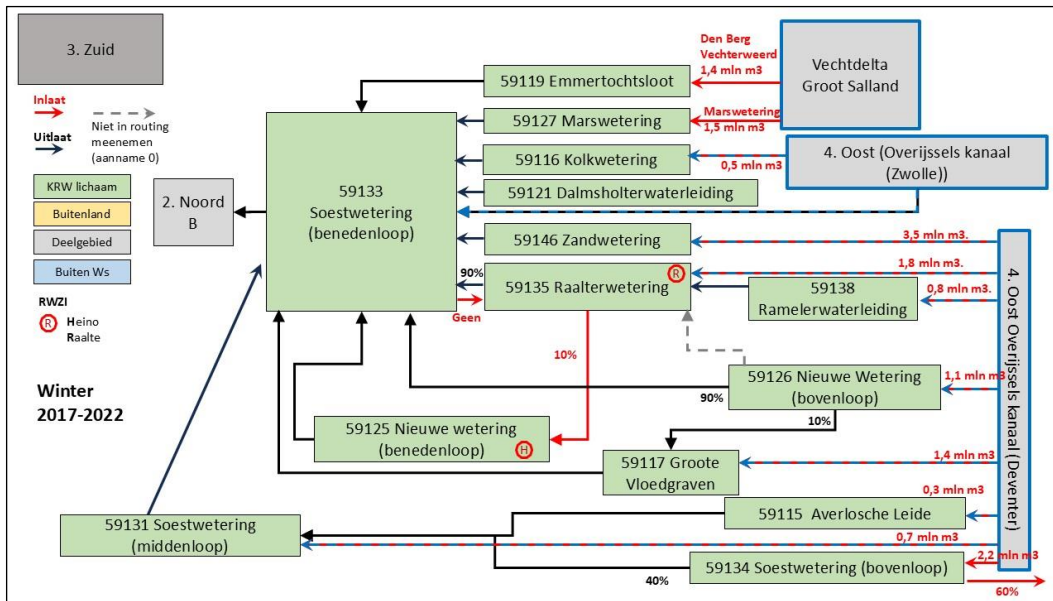 3. Zuid
Inlaat
Uitlaat
Niet in routing
meenemen
(aanname 0)
KRW lichaam
Buitenland
Deelgebied
Buiten Ws
RWZI
R
Heino
Raalte
Winter
2017-2022
2. Noord
B
59133
Soestwetering
(benedenloop)
59119 Emmertochtsloot
Den Berg
Vechterweerd
1,4 mln m3
Vechtdelta
Groot Salland
59127 Marswetering
Marswetering
1,5 mln m3
59116 Kolkwetering
0,5 mln m3
4. Oost (Overijssels kanaal
(Zwolle))
59121 Dalmsholterwaterleiding
59146 Zandwetering
3,5 mln m3.
90%
59135 Raalterwetering
R
1,8 mln m3.
Geen
59138
Ramelerwaterleiding
0,8 mln m3.
4. Oost Overijssels kanaal (Deventer)
10%
59126 Nieuwe Wetering
(bovenloop)
1,1 mln m3
90%
10%
59125 Nieuwe wetering
(benedenloop)
H
59117 Groote
Vloedgraven
1,4 mln m3
59115 Averlosche Leide
0,3 mln m3
59131 Soestwetering
(middenloop)
0,7 mln m3
59134 Soestwetering (bovenloop)
2,2 mln m3
40%
60%